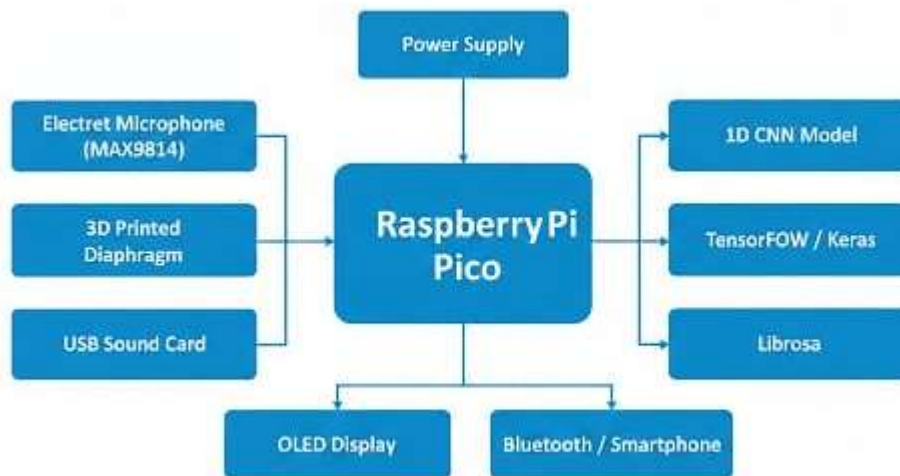 Power Supply
Electret Microphone
(MAX9814)
1D CNN Model
3D Printed
Diaphragm
Raspberry Pi
Pico
TensorFOW / Keras
USB Sound Card
Librosa
OLED Display
Bluetooth / Smartphone